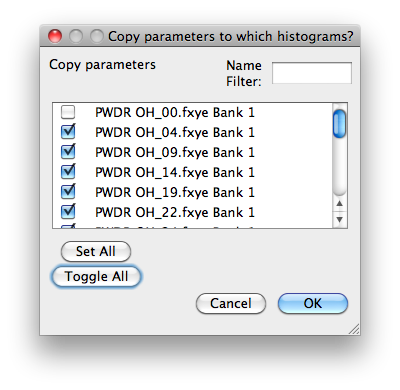 Copy parameters to which histograms?
Copy parameters
Name
Filter:
PWDR OH_00.fxye Bank 1
PWDR OH_04.fxye Bank 1
PWDR OH_09.fxye Bank 1
PWDR OH_14.fxye Bank 1
PWDR OH_19.fxye Bank 1
PWDR OH_22.fxye Bank 1
Set All
Toggle All
Cancel OK